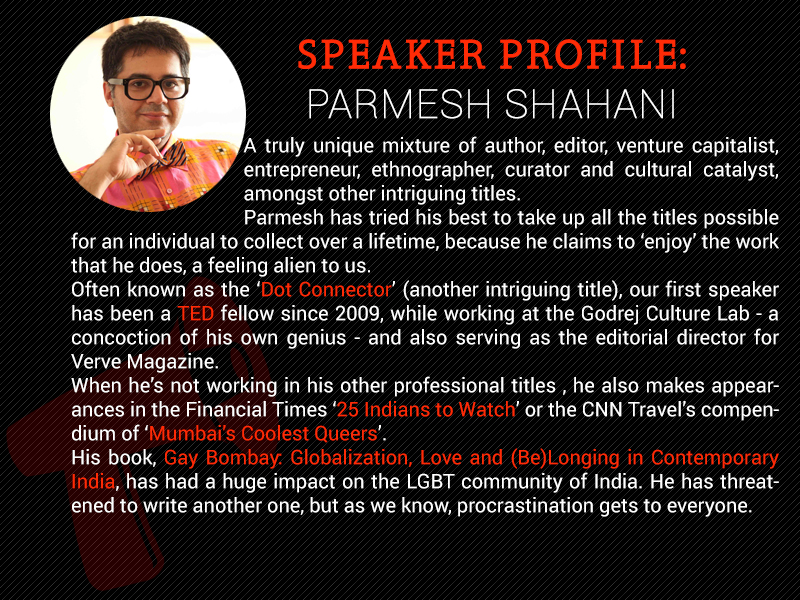 SPEAKER PROFILE:
PARMESH SHAHANI
A truly unique mixture of author, editor, venture capitalist,
entrepreneur, ethnographer, curator and cultural catalyst,
amongst other intriguing titles.
Parmesh has tried his best to take up all the titles possible
for an individual to collect over a lifetime, because he claims to ‘enjoy’ the work
that he does, a feeling alien to us.
Often known as the ‘Dot Connector’ (another intriguing title), our first speaker
has been a TED fellow since 2009, while working at the Godrej Culture Lab - a
concoction of his own genius - and also serving as the editorial director for
Verve Magazine.
When he’s not working in his other professional titles , he also makes appear-
ances in the Financial Times ‘25 Indians to Watch’ or the CNN Travel’s compen-
dium of ‘Mumbai’s Coolest Queers’.
His book, Gay Bombay: Globalization, Love and (Be)Longing in Contemporary
India, has had a huge impact on the LGBT community of India. He has threat-
ened to write another one, but as we know, procrastination gets to everyone.